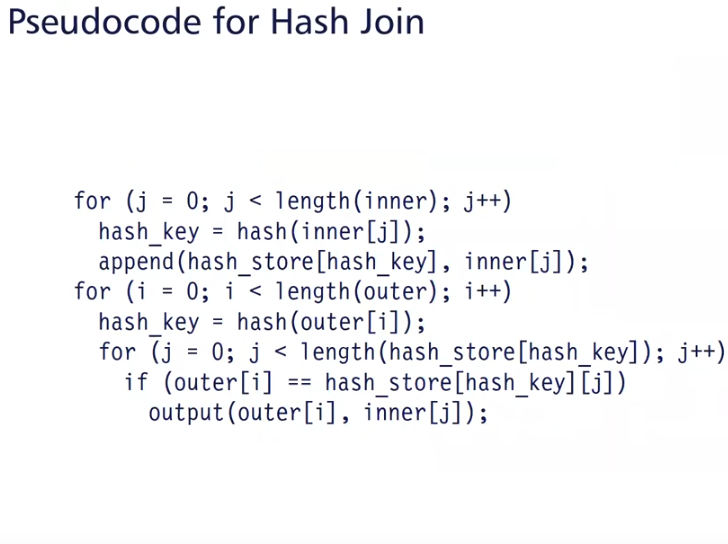 Pseudocode for Hash Join
for (j = 0; j < length(inner); j++)
hash_key = hash(inner[j]);
append(hash_store[hash_key], inner[j]);
for (i = 0; i < length(outer); i++)
hash_key = hash(outer[i]);
for (j = 0; j < length(hash_store[hash_key]); j++)
if (outer[i] == hash_store[hash_key][j])
output(outer[i], inner[j]);